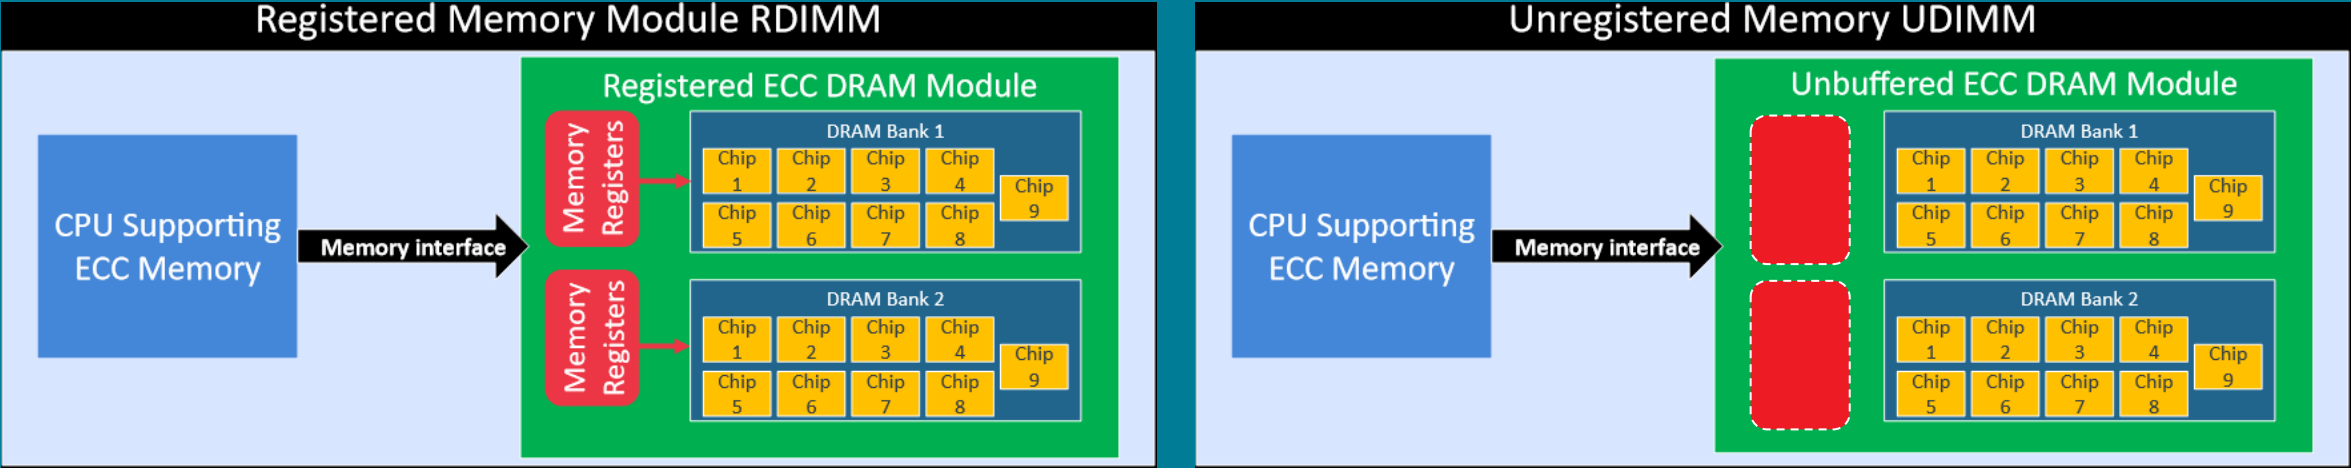 Registered Memory Module RDIMM
Registered ECC DRAM Module
CPU Supporting
ECC Memory
Memory interface
Memory
Registers
DRAM Bank 1
Chip
1
Chip
2
Chip
3
Chip
4
Chip
5
Chip
6
Chip
7
Chip
8
Chip
9
Memory
Registers
DRAM Bank 2
Chip
1
Chip
2
Chip
3
Chip
4
Chip
5
Chip
6
Chip
7
Chip
8
Chip
9
Unregistered Memory UDIMM
Unbuffered ECC DRAM Module
CPU Supporting
ECC Memory
Memory interface
DRAM Bank 1
Chip
1
Chip
2
Chip
3
Chip
4
Chip
5
Chip
6
Chip
7
Chip
8
Chip
9
DRAM Bank 2
Chip
1
Chip
2
Chip
3
Chip
4
Chip
5
Chip
6
Chip
7
Chip
8
Chip
9